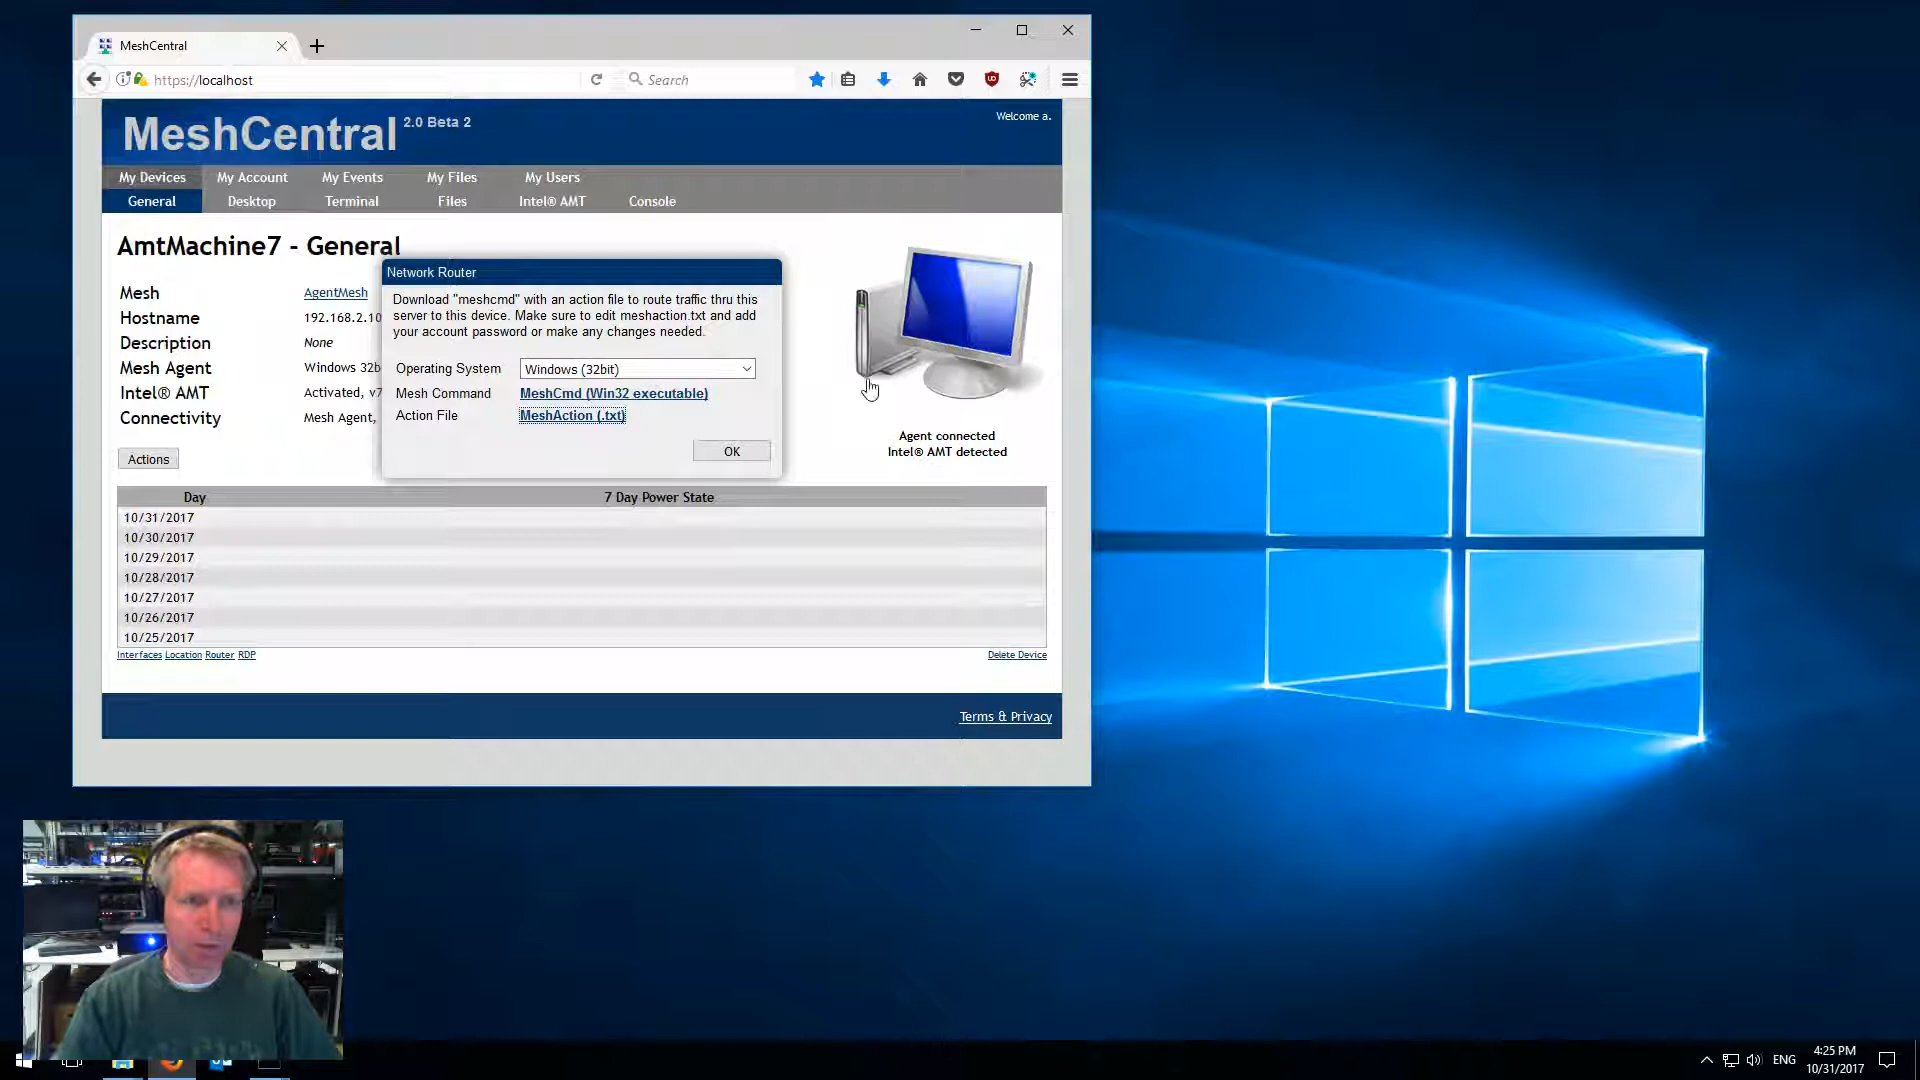 MeshCentral
https://localhost
Search
MeshCentral 2.0 Beta 2
Welcome a.
My Devices My Account My Events My Files My Users
General Desktop Terminal Files Intel® AMT Console
AmtMachine7 - General
Mesh AgentMesh
Hostname 192.168.2.10
Description None
Mesh Agent Windows 32b
Intel® AMT Activated, v7
Connectivity Mesh Agent,
Actions
Network Router
Download "meshcmd" with an action file to route traffic thru this
server to this device. Make sure to edit meshaction.txt and add
your account password or make any changes needed.
Operating System Windows (32bit)
Mesh Command MeshCmd (Win32 executable)
Action File MeshAction (.txt)
OK
Agent connected
Intel® AMT detected
Day 7 Day Power State
10/31/2017
10/30/2017
10/29/2017
10/28/2017
10/27/2017
10/26/2017
10/25/2017
Interfaces Location Router RDP
Delete Device
Terms & Privacy
ENG
4:25 PM
10/31/2017